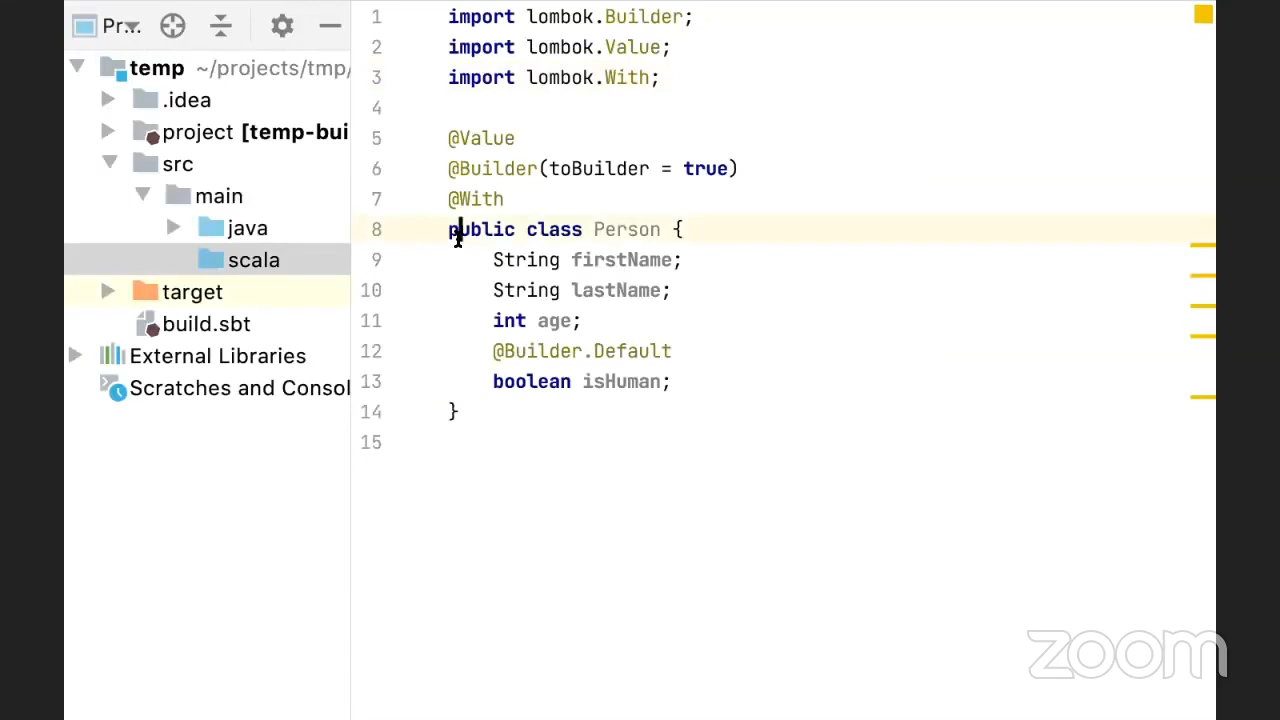 Pr...
temp ~/projects/tmp/
.idea
project [temp-bui
src
main
java
scala
target
build.sbt
External Libraries
Scratches and Consol
1 import lombok.Builder;
2 import lombok.Value;
3 import lombok.With;
4
5 @Value
6 @Builder(toBuilder = true)
7 @With
8 public class Person {
9 String firstName;
10 String lastName;
11 int age;
12 @Builder.Default
13 boolean isHuman;
14 }
15
zoom